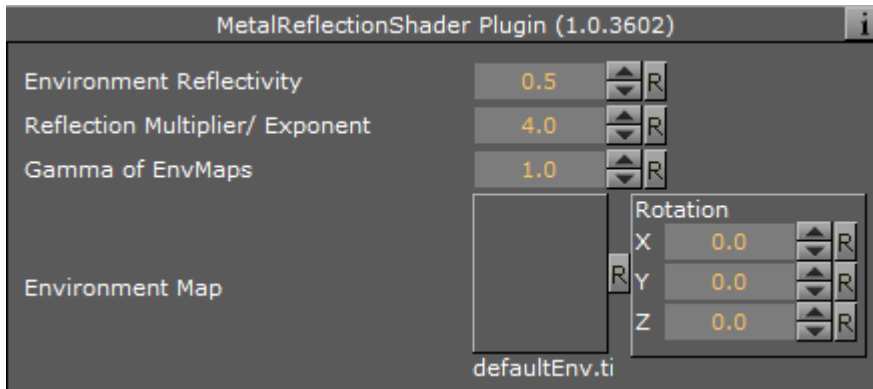 MetalReflectionShader Plugin (1.0.3602) i
Environment Reflectivity 0.5 R
Reflection Multiplier/ Exponent 4.0 R
Gamma of EnvMaps 1.0 R
Rotation
X 0.0 R
Environment Map R Y 0.0 R
Z 0.0 R
defaultEnv.ti